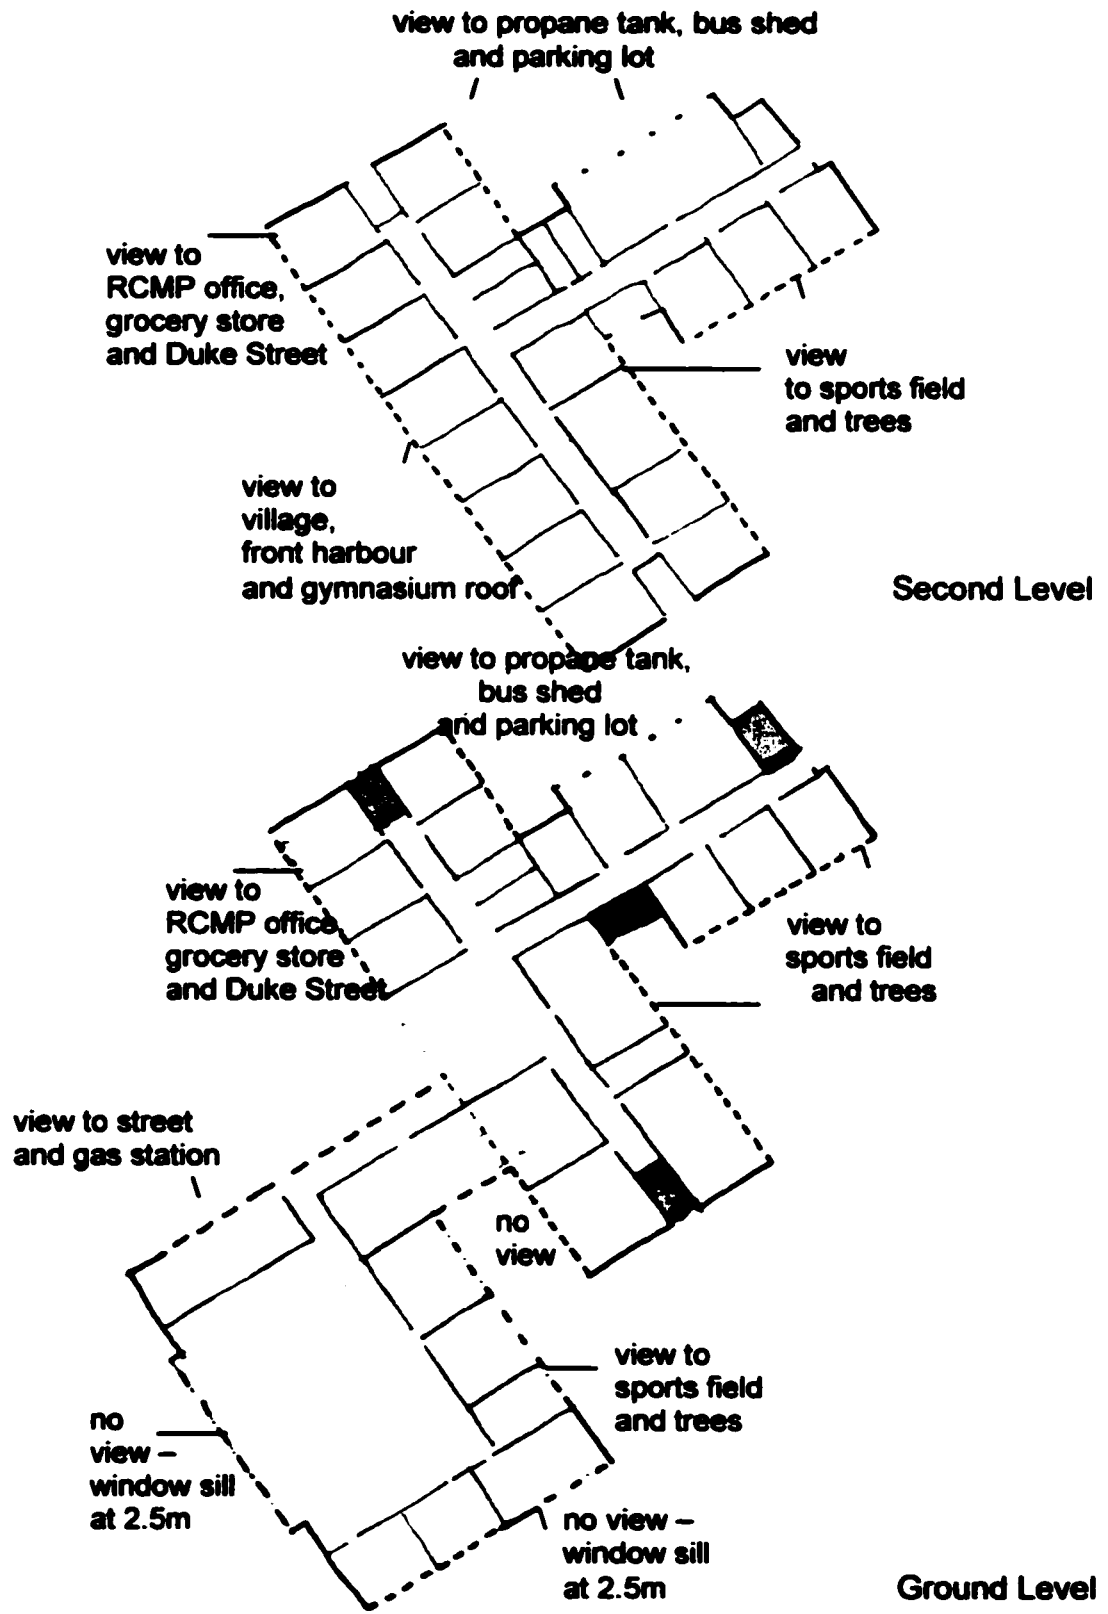 view to propane tank, bus shed
and parking lot
view to
RCMP office,
grocery store
and Duke Street
view
to sports field
and trees
view to
village,
front harbour
and gymnasium roof
Second Level
view to propane tank,
bus shed
and parking lot
view to
RCMP office,
grocery store
and Duke Street
view to
sports field
and trees
view to street
and gas station
no
view
view to
sports field
and trees
no
view –
window sill
at 2.5m
no view –
window sill
at 2.5m
Ground Level